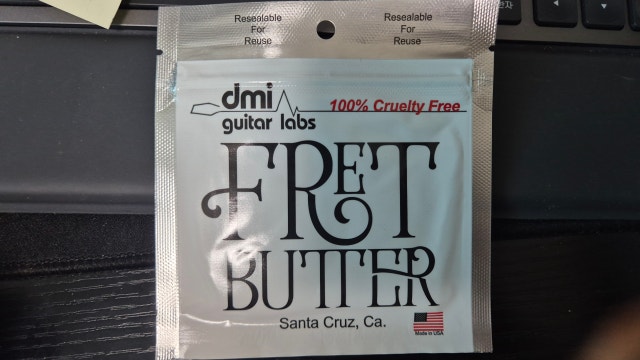 Resealable
For
Reuse
Resealable
For
Reuse
dmi
guitar labs
100% Cruelty Free
FRET
BUTTER
Santa Cruz, Ca.
Made in USA